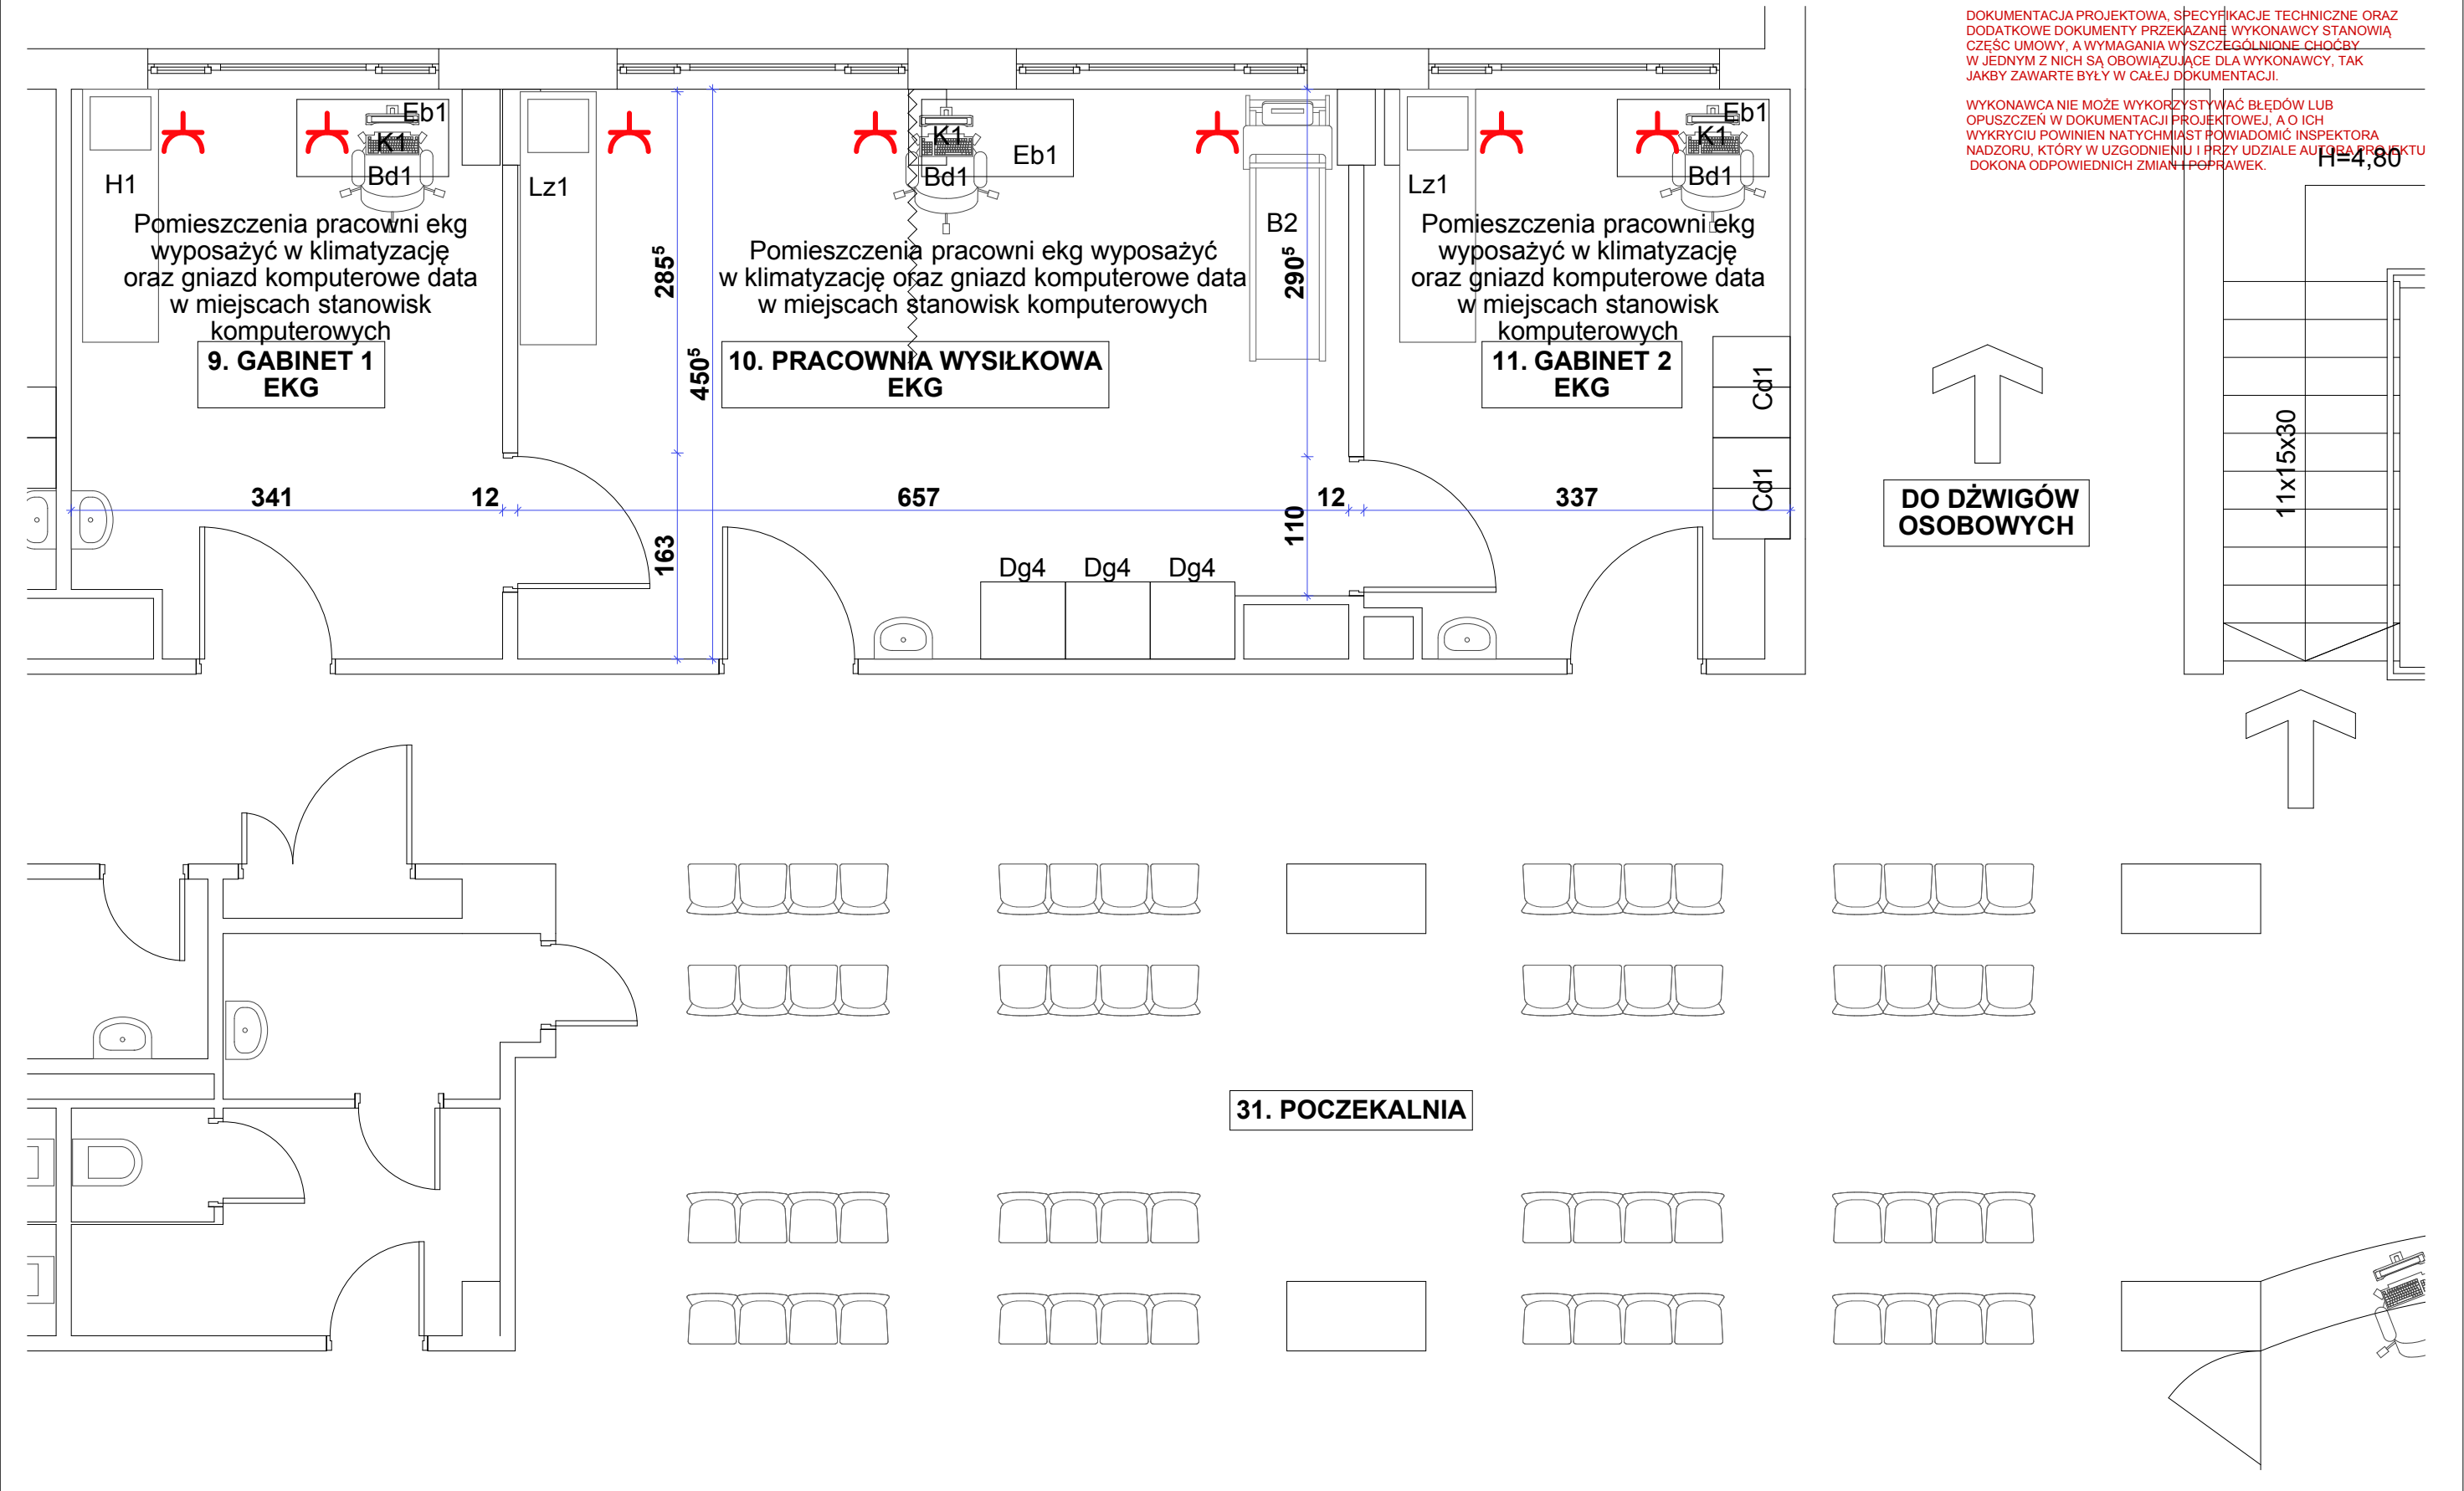 DOKUMENTACJA PROJEKTOWA, SPECYFIKACJE TECHNICZNE ORAZ
DODATKOWE DOKUMENTY PRZEKAZANE WYKONAWCY STANOWIĄ
CZĘŚC UMOWY, A WYMAGANIA WYSZCZEGÓLNIONE CHOĆBY
W JEDNYM Z NICH SĄ OBOWIĄZUJĄCE DLA WYKONAWCY, TAK
JAKBY ZAWARTE BYŁY W CAŁEJ DOKUMENTACJI.
WYKONAWCA NIE MOŻE WYKORZYSTYWAĆ BŁĘDÓW LUB
OPUSZCZEŃ W DOKUMENTACJI PROJEKTOWEJ, A O ICH
WYKRYCIU POWINIEN NATYCHMIAST POWIADOMIĆ INSPEKTORA
NADZORU, KTÓRY W UZGODNIENIU I PRZY UDZIALE AUTORA PROJEKTU
DOKONA ODPOWIEDNICH ZMIAN I POPRAWEK.
H=4,80
H1
Eb1
K1
Bd1
Pomieszczenia pracowni ekg
wyposażyć w klimatyzację
oraz gniazd komputerowe data
w miejscach stanowisk
komputerowych
9. GABINET 1
EKG
341
12
Lz1
285⁵
450⁵
163
K1
Bd1
Eb1
B2
290⁵
110
Pomieszczenia pracowni ekg wyposażyć
w klimatyzację oraz gniazd komputerowe data
w miejscach stanowisk komputerowych
10. PRACOWNIA WYSIŁKOWA
EKG
657
12
Dg4 Dg4 Dg4
Lz1
Eb1
K1
Bd1
Pomieszczenia pracowni ekg
wyposażyć w klimatyzację
oraz gniazd komputerowe data
w miejscach stanowisk
komputerowych
11. GABINET 2
EKG
337
Cd1
Cd1
DO DŻWIGÓW
OSOBOWYCH
11x15x30
31. POCZEKALNIA